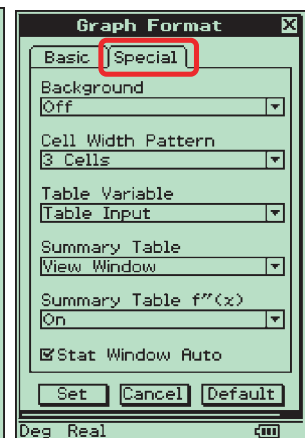 Graph Format
Basic Special
Background
Off
Cell Width Pattern
3 Cells
Table Variable
Table Input
Summary Table
View Window
Summary Table f″(x)
On
Stat Window Auto
Set Cancel Default
Deg Real